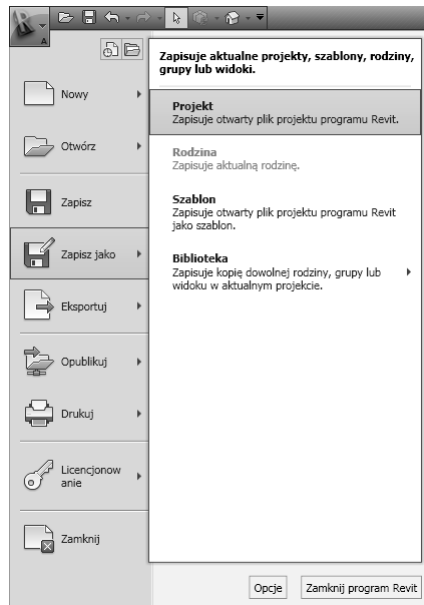 A
Nowy
Otwórz
Zapisz
Zapisz jako
Eksportuj
Opublikuj
Drukuj
Licencjonow
anie
Zamknij
Zapisuje aktualne projekty, szablony, rodziny,
grupy lub widoki.
Projekt
Zapisuje otwarty plik projektu programu Revit.
Rodzina
Zapisuje aktualną rodzinę.
Szablon
Zapisuje otwarty plik projektu programu Revit
jako szablon.
Biblioteka
Zapisuje kopię dowolnej rodziny, grupy lub
widoku w aktualnym projekcie.
Opcje
Zamknij program Revit